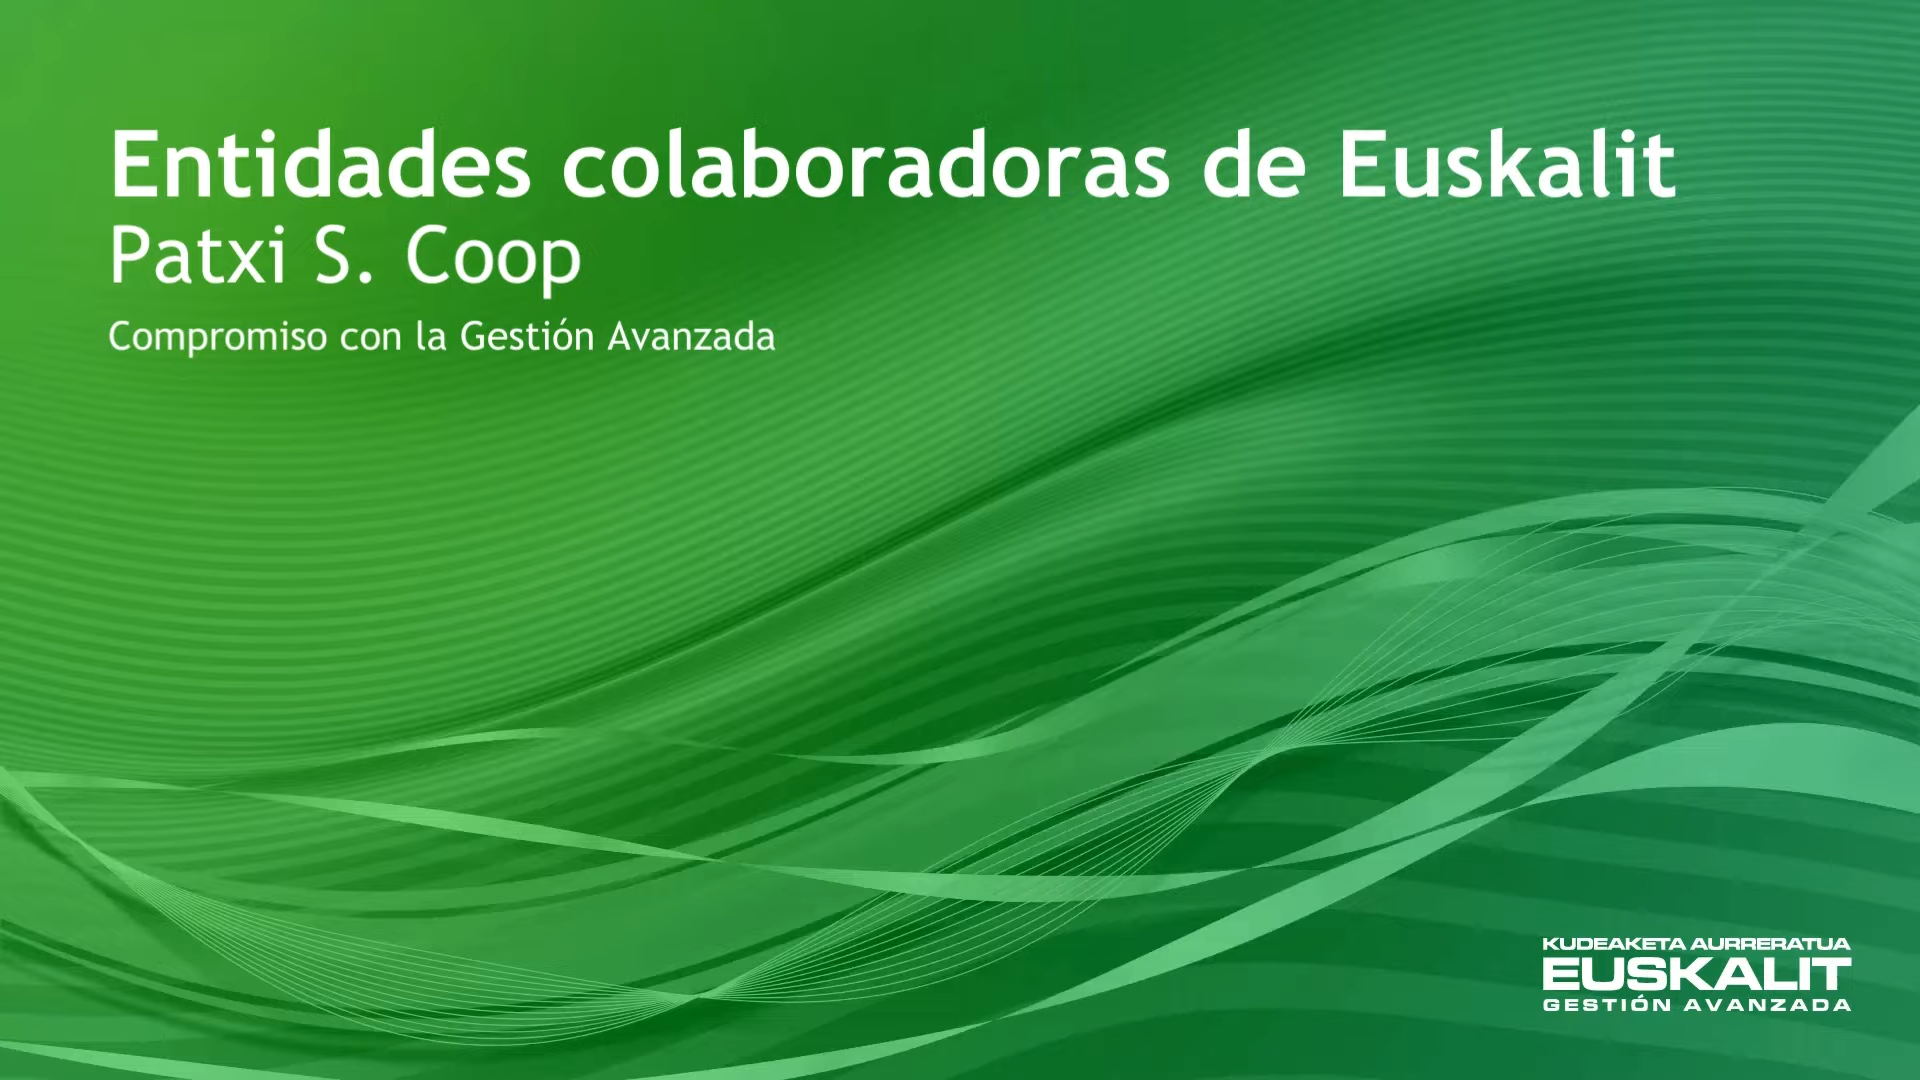 Entidades colaboradoras de Euskalit
Patxi S. Coop
Compromiso con la Gestión Avanzada
KUDEAKETA AURRERATUA
EUSKALIT
GESTIÓN AVANZADA